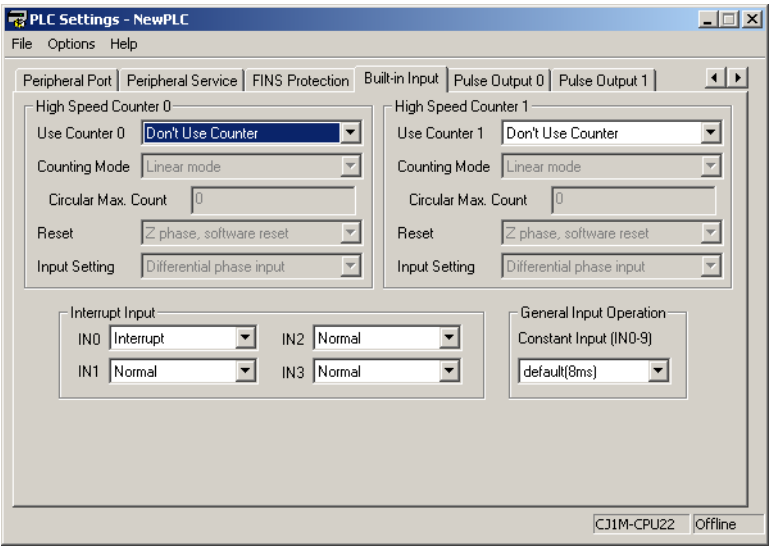 PLC Settings - NewPLC
File Options Help
Peripheral Port Peripheral Service FINS Protection Built-in Input Pulse Output 0 Pulse Output 1
High Speed Counter 0
Use Counter 0 Don't Use Counter
Counting Mode Linear mode
Circular Max. Count 0
Reset Z phase, software reset
Input Setting Differential phase input
High Speed Counter 1
Use Counter 1 Don't Use Counter
Counting Mode Linear mode
Circular Max. Count 0
Reset Z phase, software reset
Input Setting Differential phase input
Interrupt Input
IN0 Interrupt IN2 Normal
IN1 Normal IN3 Normal
General Input Operation
Constant Input (IN0-9)
default(8ms)
CJ1M-CPU22 Offline